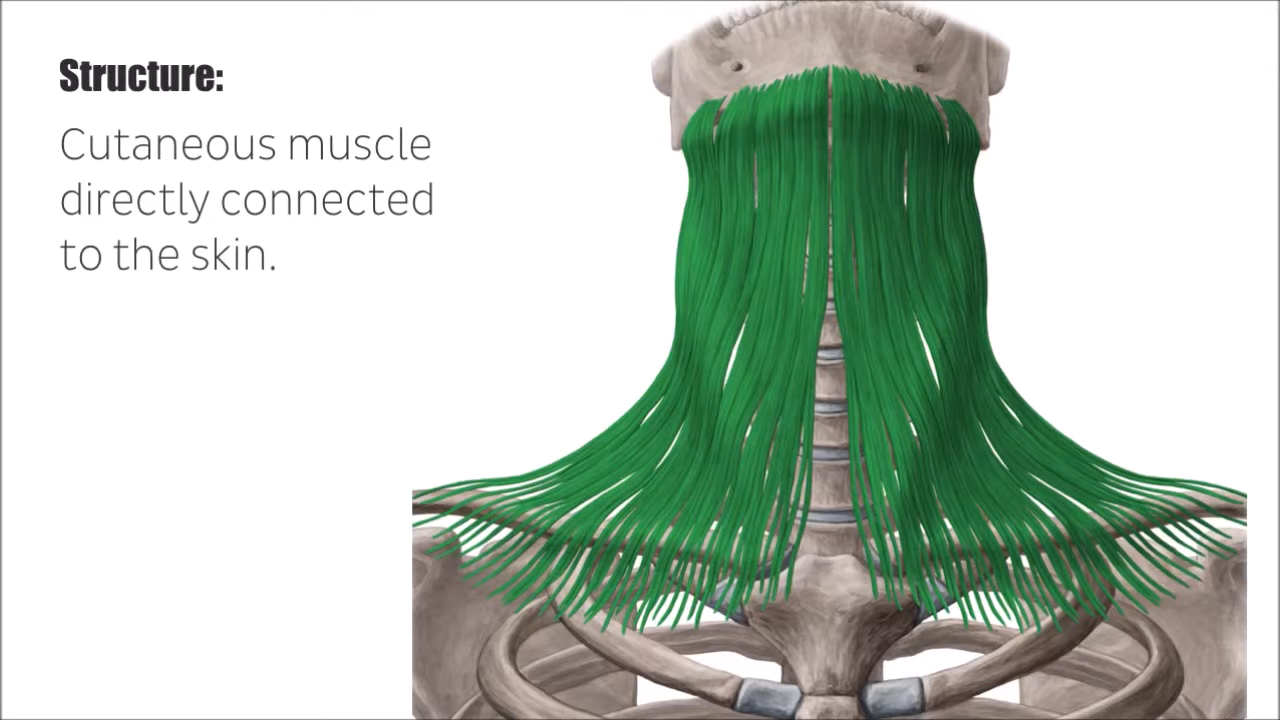 Structure:
Cutaneous muscle
directly connected
to the skin.